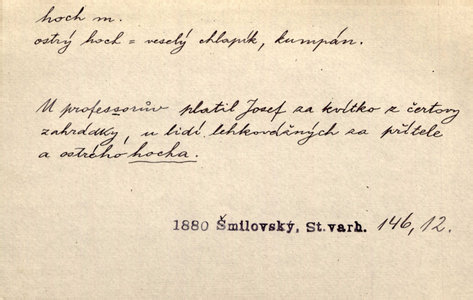 hoch m.
ostrý hoch = veselý chlapík, kumpán.
U professorův platil Josef za kvítko z čertovy
zahrádky, u lidí lehkovážných za přítele
a ostrého hocha.
1880 Šmilovský, St.varh. 146, 12.